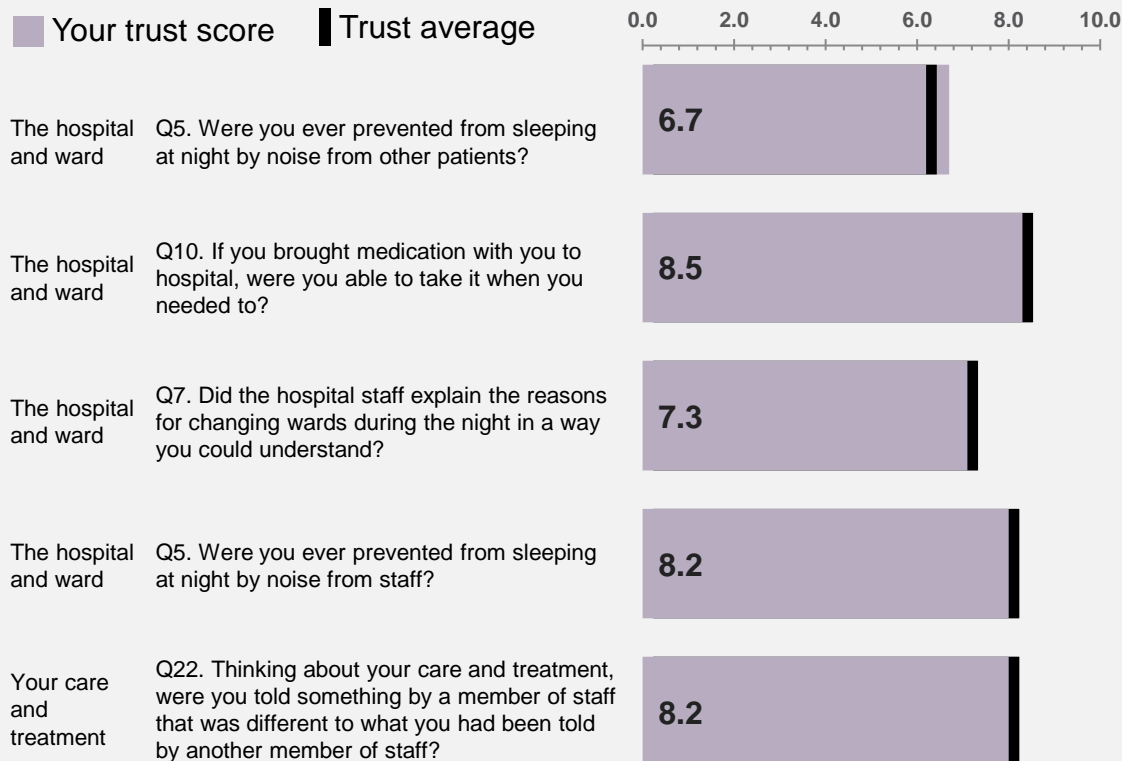 Your trust score
Trust average
0.0 2.0 4.0 6.0 8.0 10.0
The hospital
and ward
Q5. Were you ever prevented from sleeping
at night by noise from other patients?
6.7
The hospital
and ward
Q10. If you brought medication with you to
hospital, were you able to take it when you
needed to?
8.5
The hospital
and ward
Q7. Did the hospital staff explain the reasons
for changing wards during the night in a way
you could understand?
7.3
The hospital
and ward
Q5. Were you ever prevented from sleeping
at night by noise from staff?
8.2
Your care
and
treatment
Q22. Thinking about your care and treatment,
were you told something by a member of staff
that was different to what you had been told
by another member of staff?
8.2